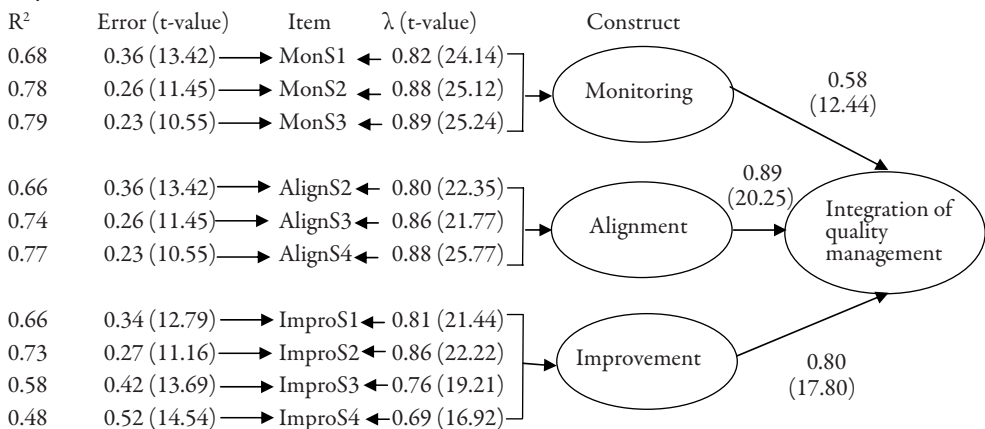 R² Error (t-value) Item λ (t-value) Construct
0.68 0.36 (13.42) MonS1 0.82 (24.14)
0.78 0.26 (11.45) MonS2 0.88 (25.12)
0.79 0.23 (10.55) MonS3 0.89 (25.24)
Monitoring
0.58
(12.44)
0.66 0.36 (13.42) AlignS2 0.80 (22.35)
0.74 0.26 (11.45) AlignS3 0.86 (21.77)
0.77 0.23 (10.55) AlignS4 0.88 (25.77)
Alignment
0.89
(20.25)
Integration of
quality
management
0.66 0.34 (12.79) ImproS1 0.81 (21.44)
0.73 0.27 (11.16) ImproS2 0.86 (22.22)
0.58 0.42 (13.69) ImproS3 0.76 (19.21)
0.48 0.52 (14.54) ImproS4 0.69 (16.92)
Improvement
0.80
(17.80)